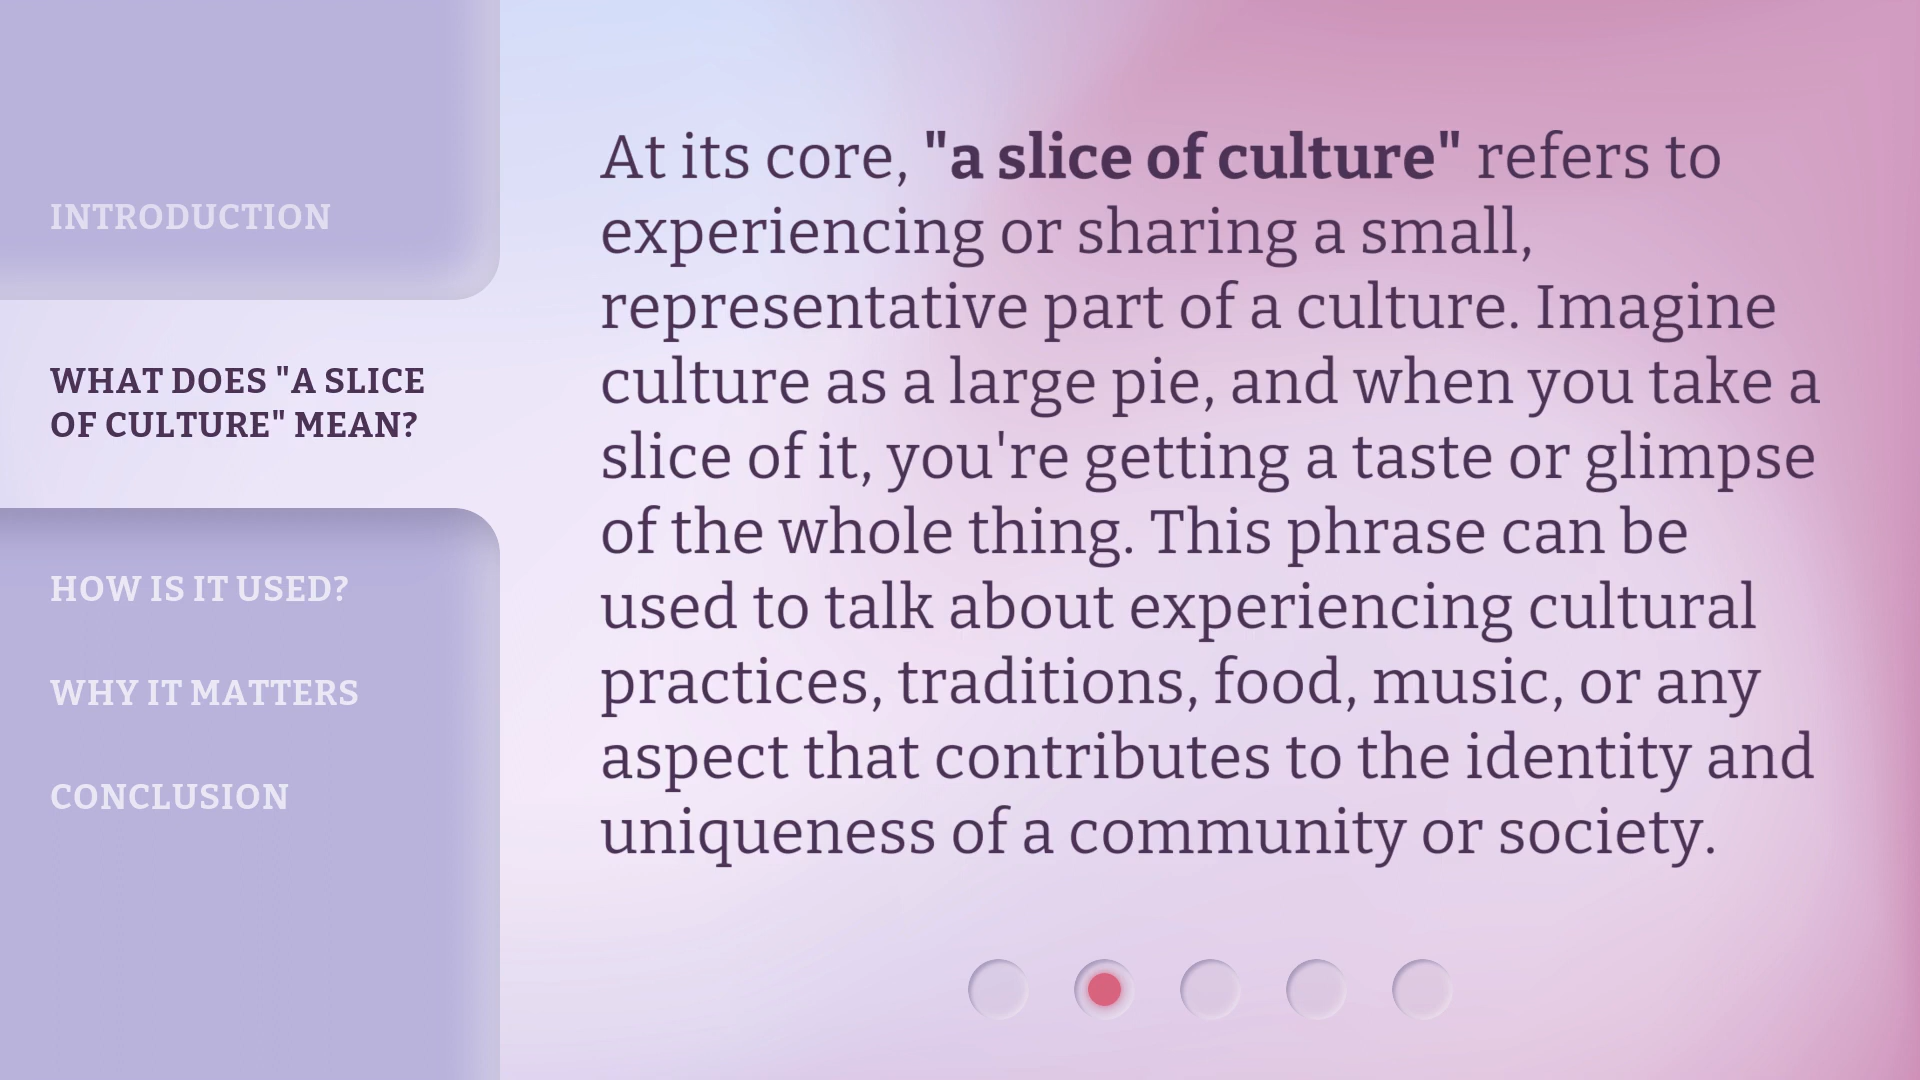 INTRODUCTION
WHAT DOES "A SLICE
OF CULTURE" MEAN?
HOW IS IT USED?
WHY IT MATTERS
CONCLUSION
At its core, "a slice of culture" refers to
experiencing or sharing a small,
representative part of a culture. Imagine
culture as a large pie, and when you take a
slice of it, you're getting a taste or glimpse
of the whole thing. This phrase can be
used to talk about experiencing cultural
practices, traditions, food, music, or any
aspect that contributes to the identity and
uniqueness of a community or society.